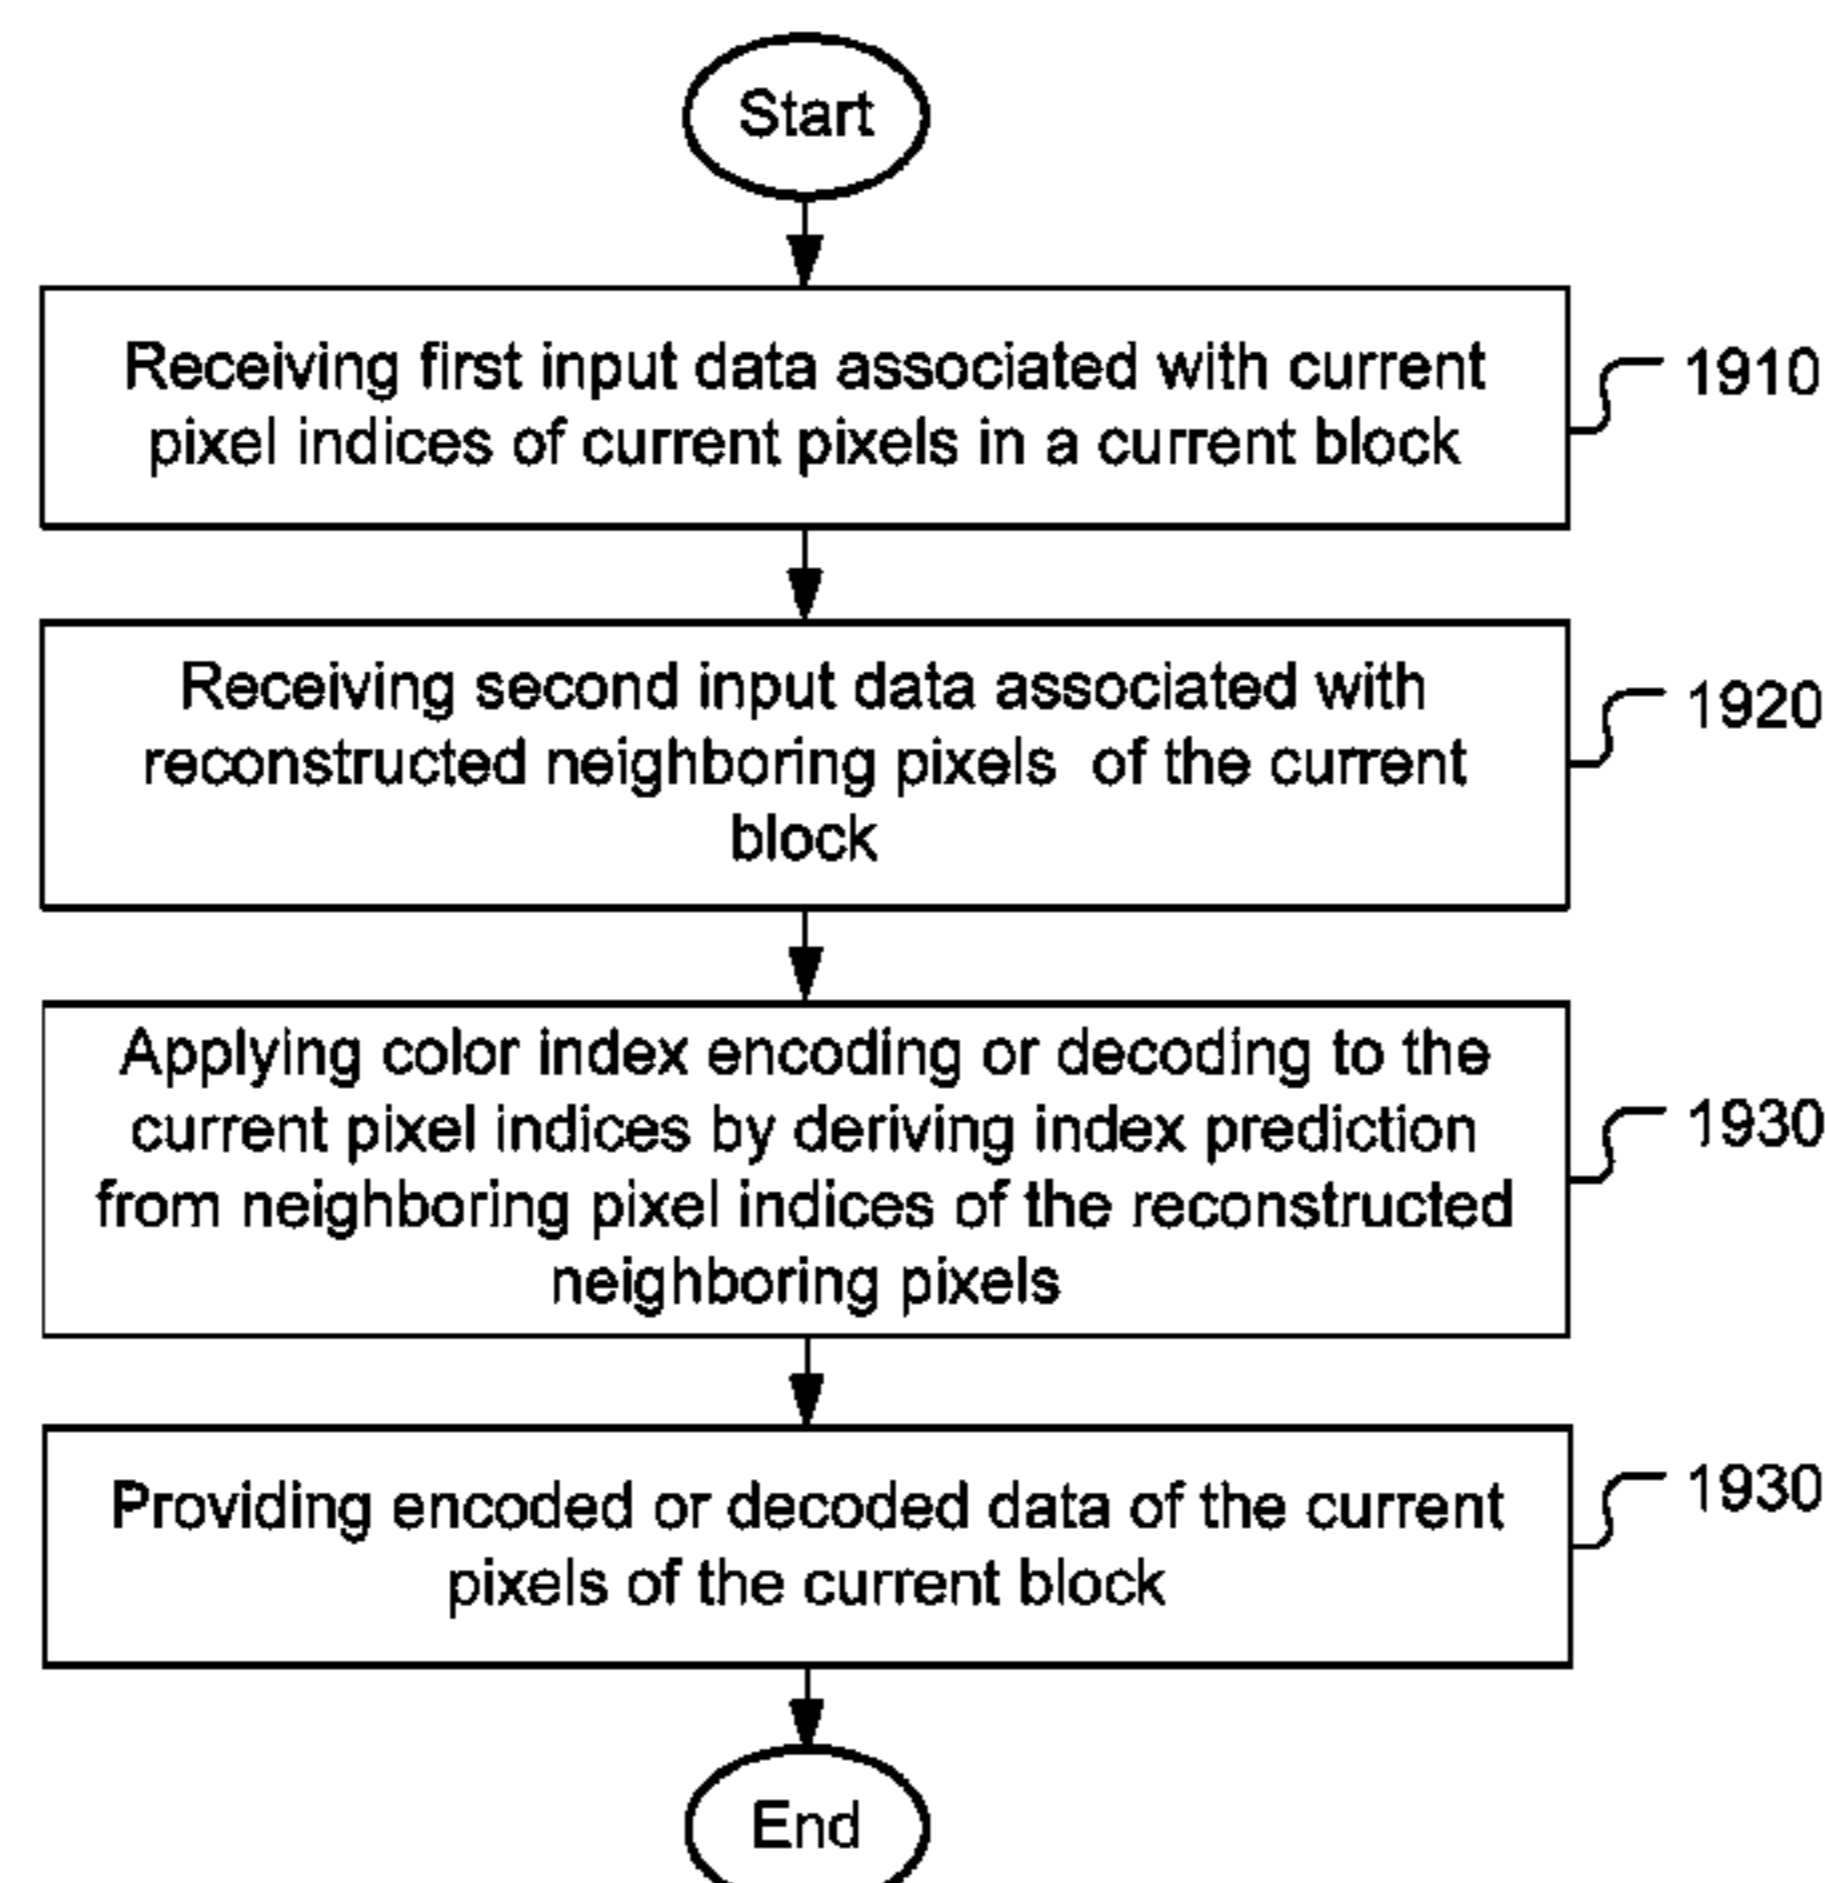 Start
Receiving first input data associated with current
pixel indices of current pixels in a current block
1910
Receiving second input data associated with
reconstructed neighboring pixels of the current
block
1920
Applying color index encoding or decoding to the
current pixel indices by deriving index prediction
from neighboring pixel indices of the reconstructed
neighboring pixels
1930
Providing encoded or decoded data of the current
pixels of the current block
1930
End